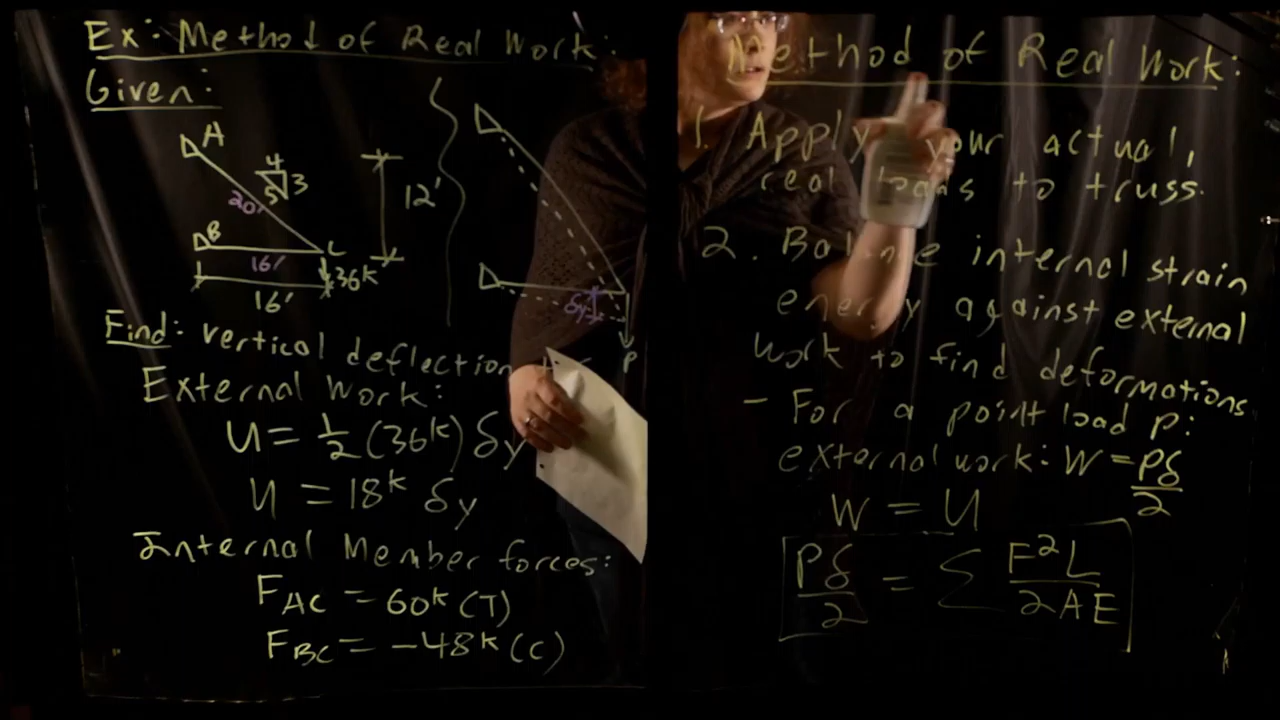 Ex: Method of Real Work:
Given:
A
4
3
5
20'
12'
B
C
16'
36k
16'
δy
P
Find: vertical deflection
External Work:
U = 1/2 (36k) δy
U = 18k δy
Internal Member forces:
F_AC = 60k (T)
F_BC = -48k (C)
Method of Real Work:
1. Apply your actual,
real loads to truss.
2. Balance internal strain
energy against external
work to find deformations
- For a point load P:
external work: W = Pδ/2
W = U
Pδ/2 = Σ F²L/2AE